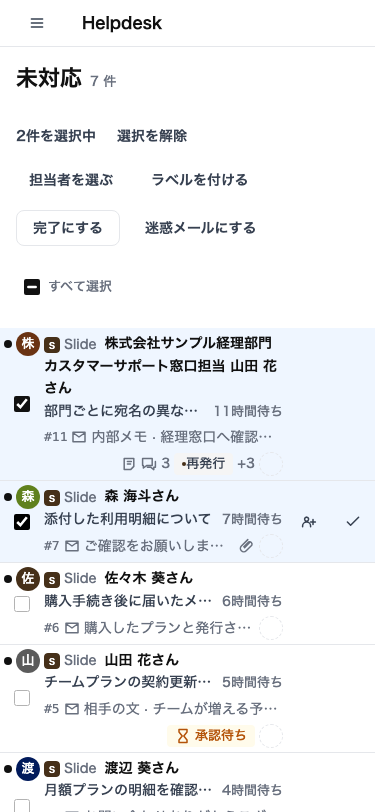 Helpdesk
未対応 7 件
2件を選択中 選択を解除
担当者を選ぶ ラベルを付ける
完了にする 迷惑メールにする
すべて選択
株 s Slide 株式会社サンプル経理部門
カスタマーサポート窓口担当 山田 花
さん
部門ごとに宛名の異な… 11時間待ち
#11 内部メモ · 経理窓口へ確認…
3 •再発行 +3
森 s Slide 森 海斗さん
添付した利用明細について 7時間待ち
#7 ご確認をお願いしま…
佐 s Slide 佐々木 葵さん
購入手続き後に届いたメ… 6時間待ち
#6 購入したプランと発行さ…
山 s Slide 山田 花さん
チームプランの契約更新… 5時間待ち
#5 相手の文 · チームが増える予…
承認待ち
渡 s Slide 渡辺 葵さん
月額プランの明細を確認… 4時間待ち